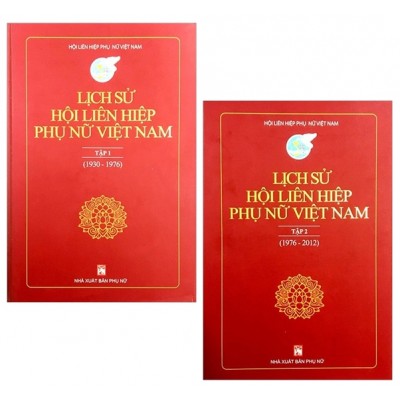 HỘI LIÊN HIỆP PHỤ NỮ VIỆT NAM
LỊCH SỬ
HỘI LIÊN HIỆP
PHỤ NỮ VIỆT NAM
TẬP 1
(1930 - 1976)
NHÀ XUẤT BẢN PHỤ NỮ
HỘI LIÊN HIỆP PHỤ NỮ VIỆT NAM
LỊCH SỬ
HỘI LIÊN HIỆP
PHỤ NỮ VIỆT NAM
TẬP 2
(1976 - 2012)
NHÀ XUẤT BẢN PHỤ NỮ